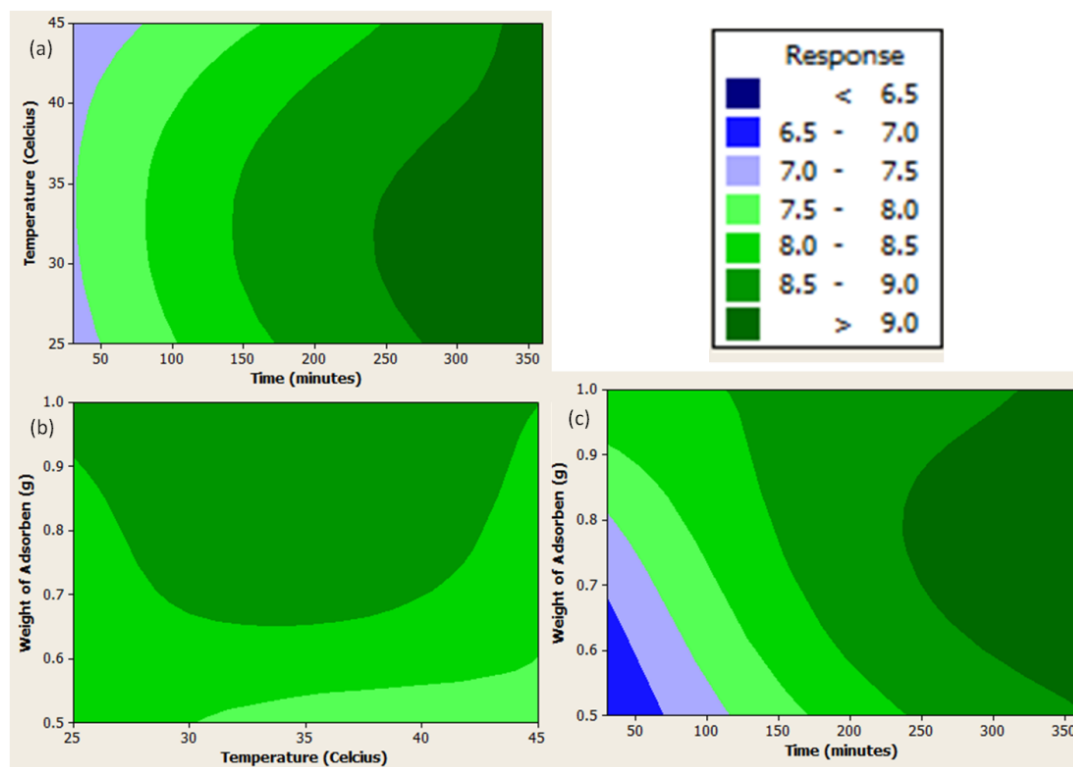 (a)
Temperature (Celcius)
45
40
35
30
25
50 100 150 200 250 300 350
Time (minutes)
Response
< 6.5
6.5 - 7.0
7.0 - 7.5
7.5 - 8.0
8.0 - 8.5
8.5 - 9.0
> 9.0
(b)
Weight of Adsorben (g)
1.0
0.9
0.8
0.7
0.6
0.5
25 30 35 40 45
Temperature (Celcius)
(c)
Weight of Adsorben (g)
1.0
0.9
0.8
0.7
0.6
0.5
50 100 150 200 250 300 350
Time (minutes)